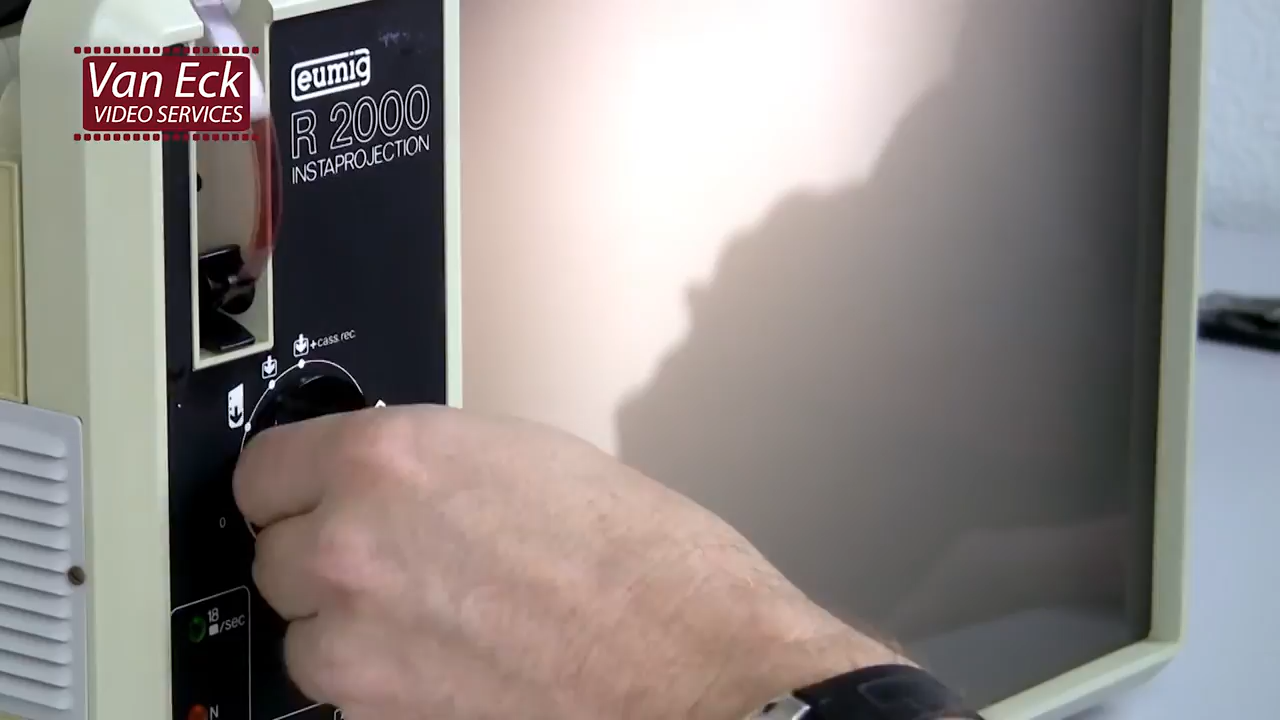 Van Eck
VIDEO SERVICES
eumig
R 2000
INSTAPROJECTION
+cass.rec.
0
18
/sec
N